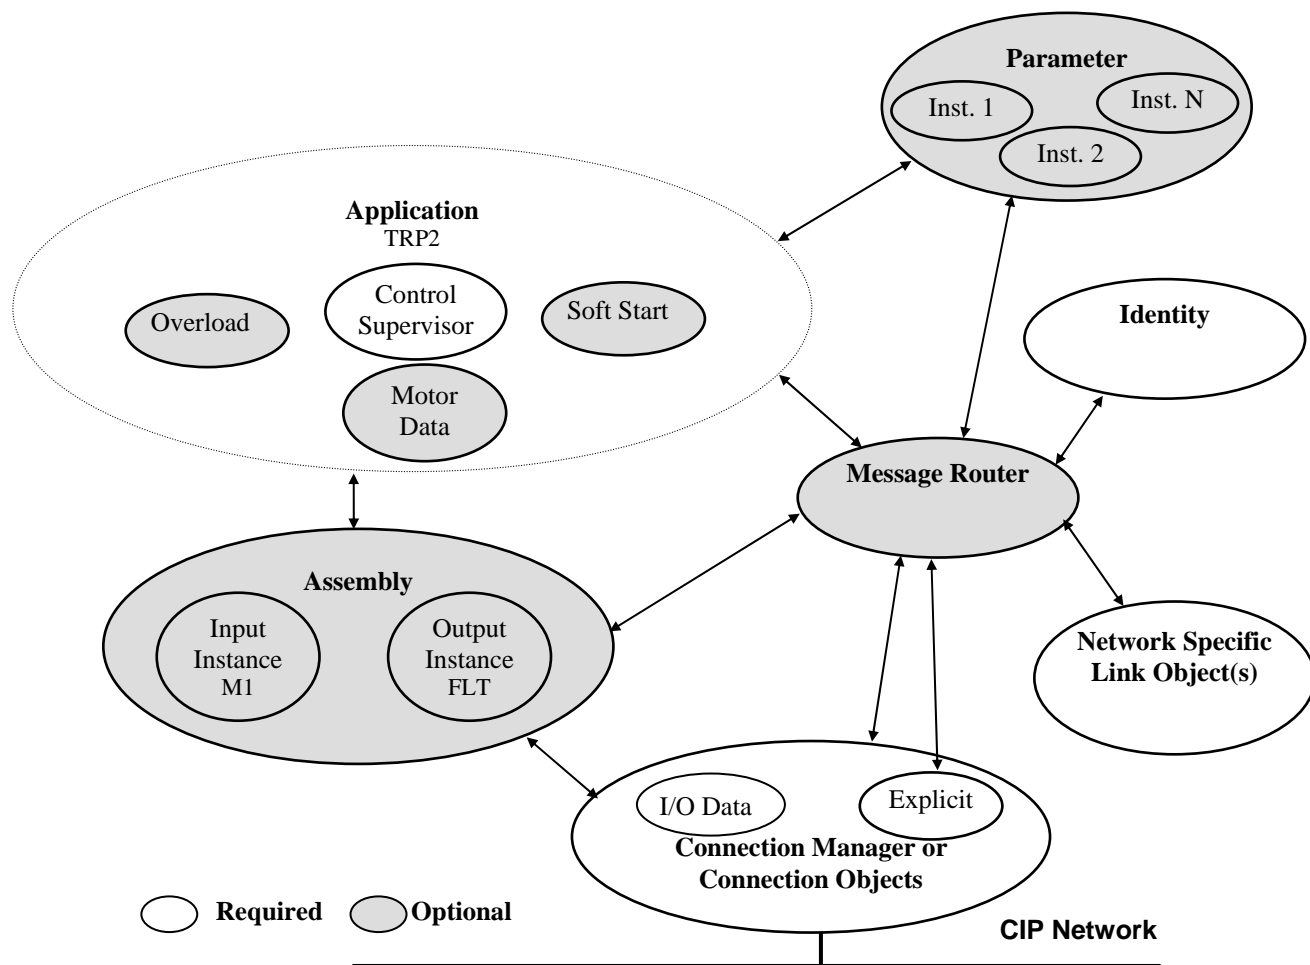 Parameter
Inst. 1
Inst. N
Inst. 2
Application
TRP2
Control
Supervisor
Overload
Soft Start
Motor
Data
Identity
Message Router
Assembly
Input
Instance
M1
Output
Instance
FLT
Network Specific
Link Object(s)
I/O Data
Explicit
Connection Manager or
Connection Objects
Required
Optional
CIP Network